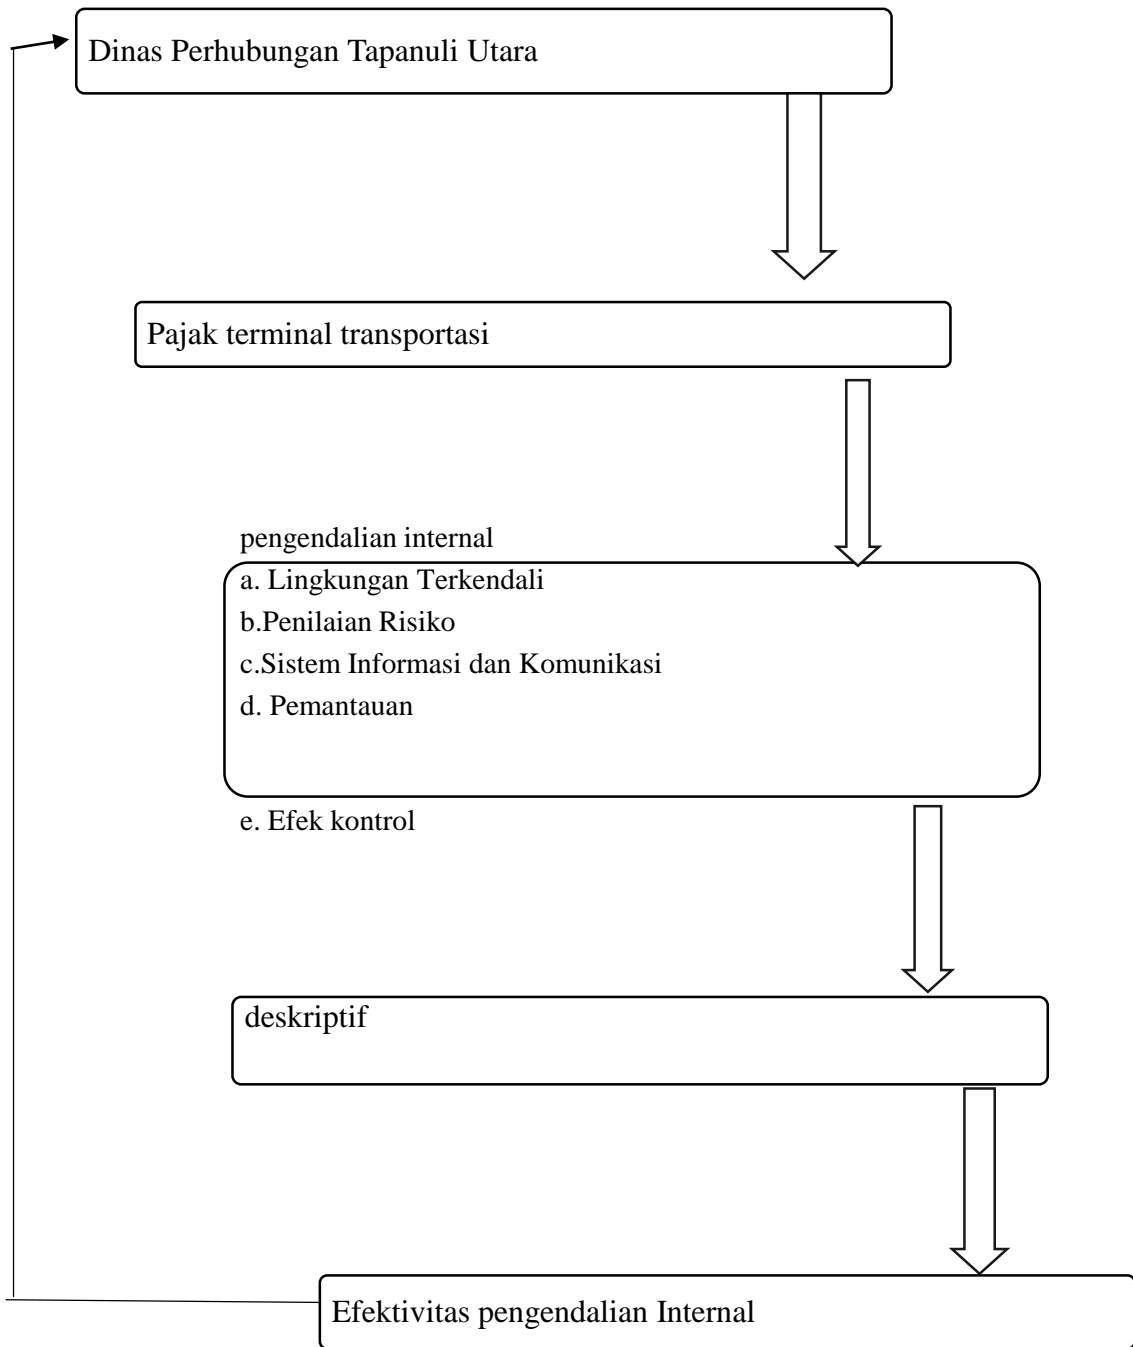 Dinas Perhubungan Tapanuli Utara
Pajak terminal transportasi
pengendalian internal
a. Lingkungan Terkendali
b.Penilaian Risiko
c.Sistem Informasi dan Komunikasi
d. Pemantauan
e. Efek kontrol
deskriptif
Efektivitas pengendalian Internal